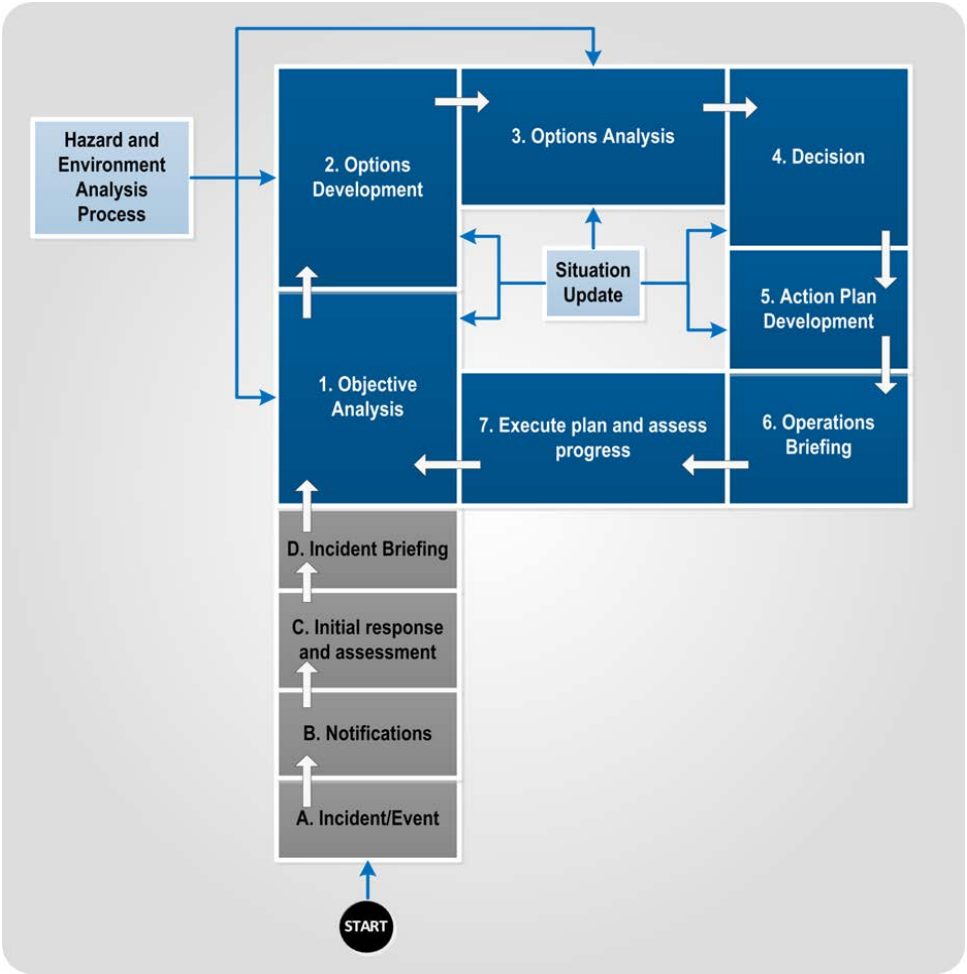 Hazard and
Environment
Analysis
Process
2. Options
Development
3. Options Analysis
4. Decision
Situation
Update
5. Action Plan
Development
1. Objective
Analysis
7. Execute plan and assess
progress
6. Operations
Briefing
D. Incident Briefing
C. Initial response
and assessment
B. Notifications
A. Incident/Event
START